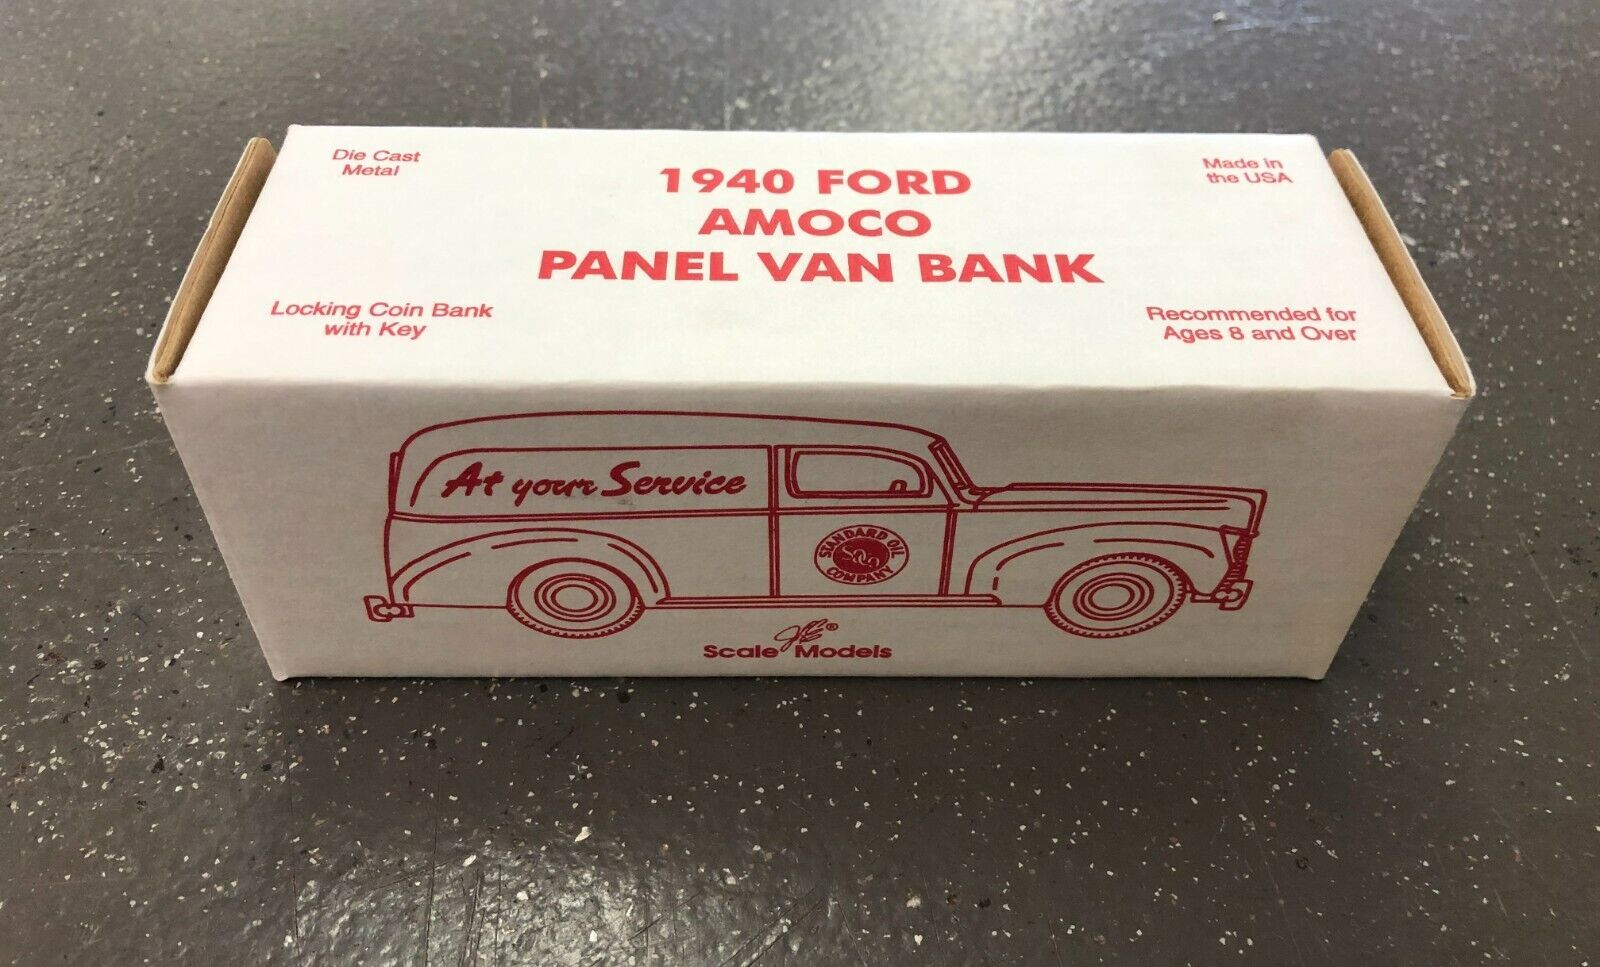 Die Cast
Metal
1940 FORD
AMOCO
PANEL VAN BANK
Made in
the USA
Locking Coin Bank
with Key
Recommended for
Ages 8 and Over
At your Service
STANDARD OIL
COMPANY
Scale Models
®